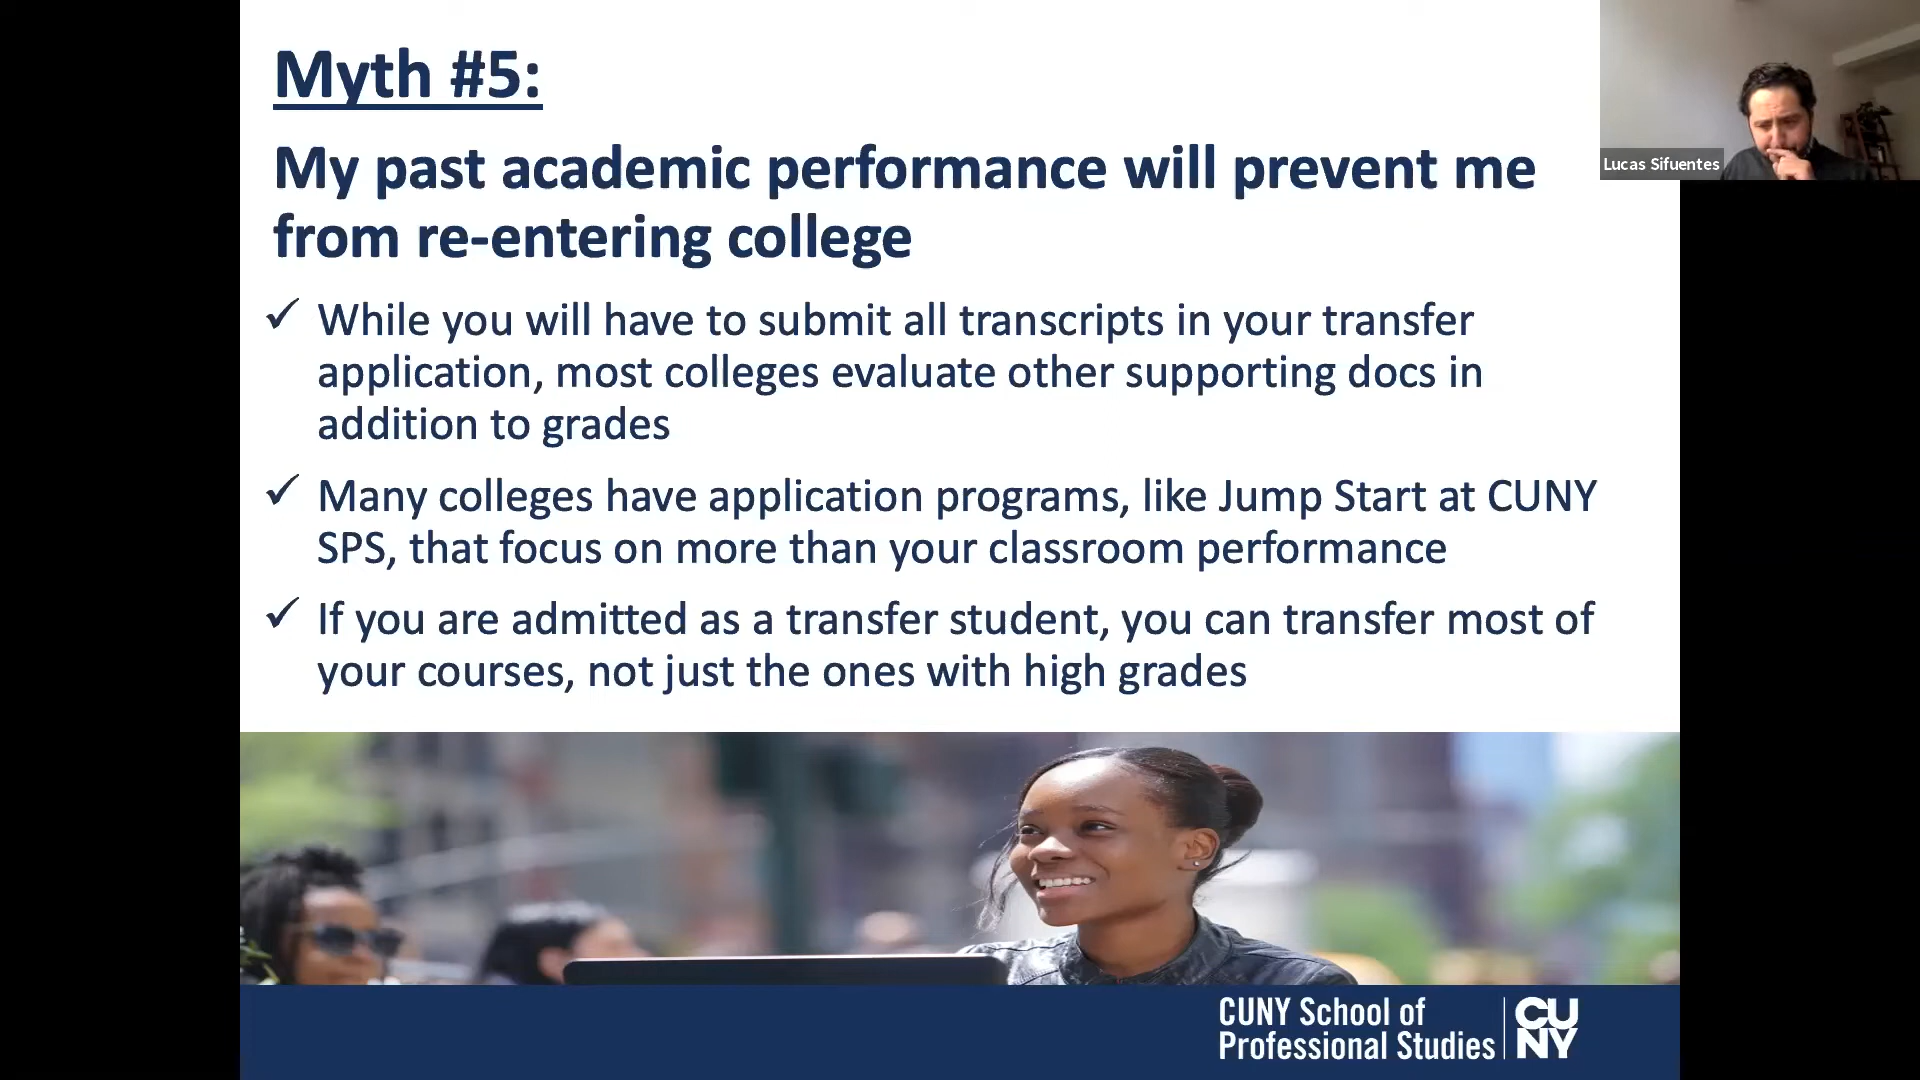 Myth #5:
My past academic performance will prevent me
from re-entering college
While you will have to submit all transcripts in your transfer
application, most colleges evaluate other supporting docs in
addition to grades
Many colleges have application programs, like Jump Start at CUNY
SPS, that focus on more than your classroom performance
If you are admitted as a transfer student, you can transfer most of
your courses, not just the ones with high grades
Lucas Sifuentes
CUNY School of
Professional Studies
CU
NY